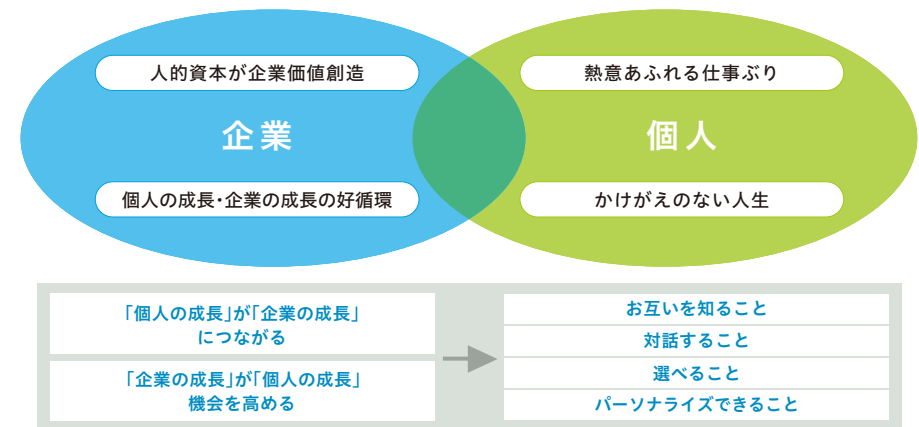 人的資本が企業価値創造
企業
個人の成長・企業の成長の好循環
熱意あふれる仕事ぶり
個人
かけがえのない人生
「個人の成長」が「企業の成長」
につながる
「企業の成長」が「個人の成長」
機会を高める
お互いを知ること
対話すること
選べること
パーソナライズできること